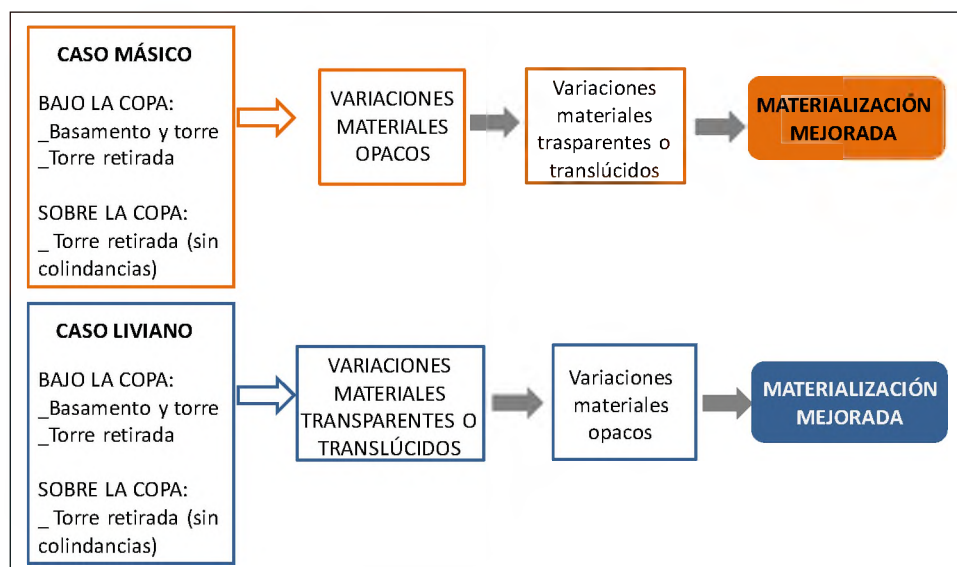 CASO MÁSICO
BAJO LA COPA:
_Basamento y torre
_Torre retirada
SOBRE LA COPA:
_ Torre retirada (sin
colindancias)
VARIACIONES
MATERIALES
OPACOS
Variaciones
materiales
trasparentes o
translúcidos
MATERIALIZACIÓN
MEJORADA
CASO LIVIANO
BAJO LA COPA:
_Basamento y torre
_Torre retirada
SOBRE LA COPA:
_ Torre retirada (sin
colindancias)
VARIACIONES
MATERIALES
TRANSPARENTES O
TRANSLÚCIDOS
Variaciones
materiales
opacos
MATERIALIZACIÓN
MEJORADA